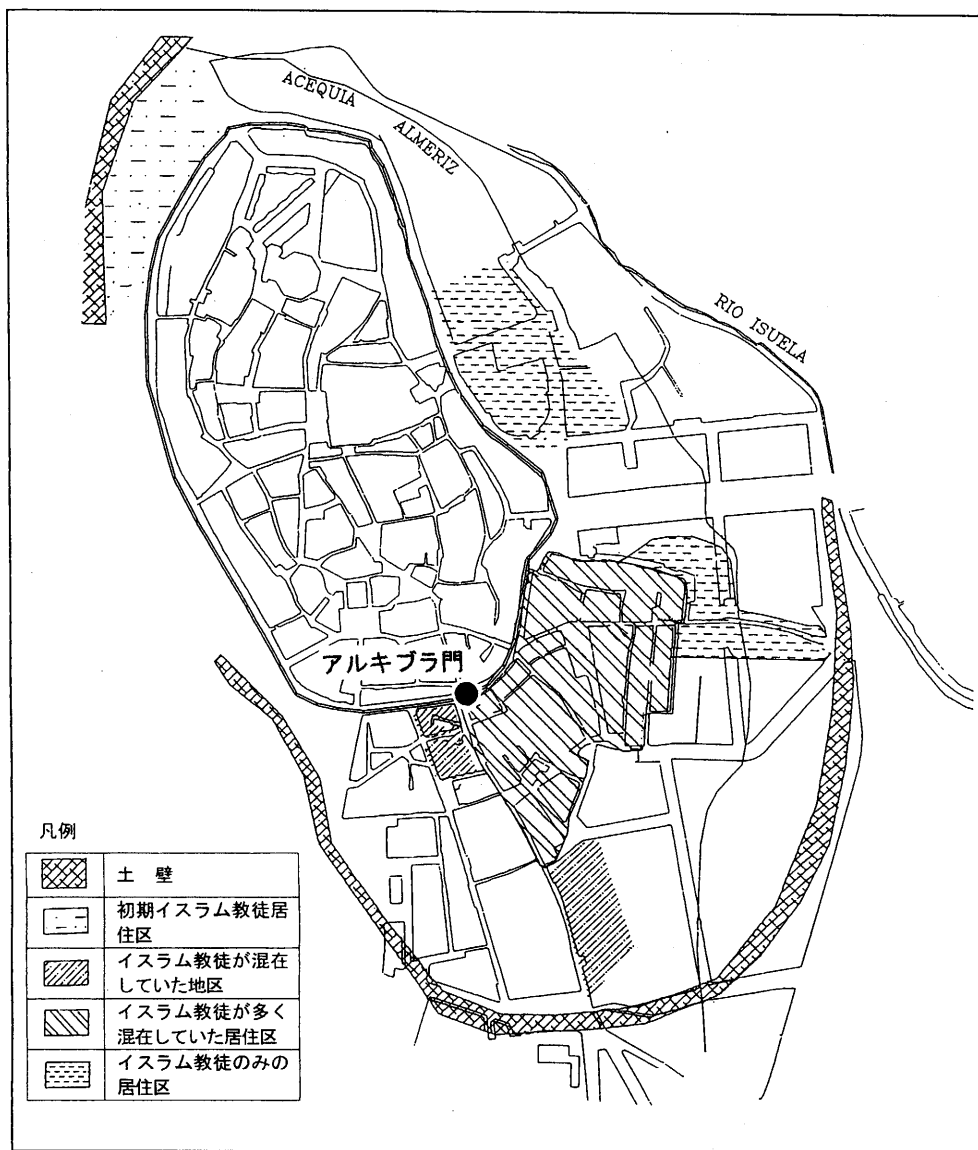 ACEQUIA
ALMERIZ
RIO ISUELA
アルキブラ門
凡例
土 壁
初期イスラム教徒居
住区
イスラム教徒が混在
していた地区
イスラム教徒が多く
混在していた居住区
イスラム教徒のみの
居住区